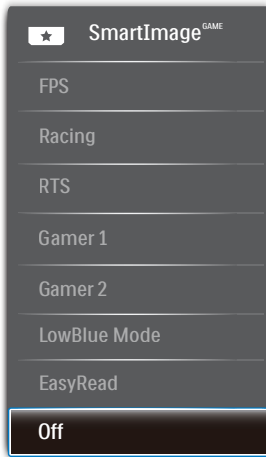 SmartImage GAME
FPS
Racing
RTS
Gamer 1
Gamer 2
LowBlue Mode
EasyRead
Off